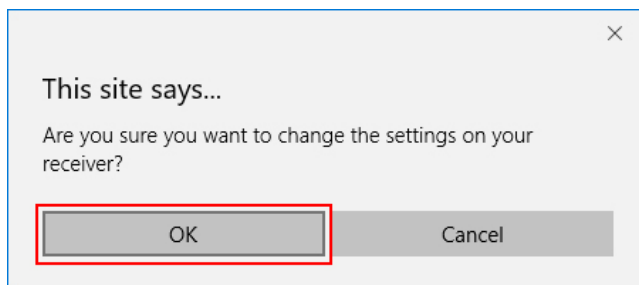 This site says...
Are you sure you want to change the settings on your
receiver?
OK
Cancel